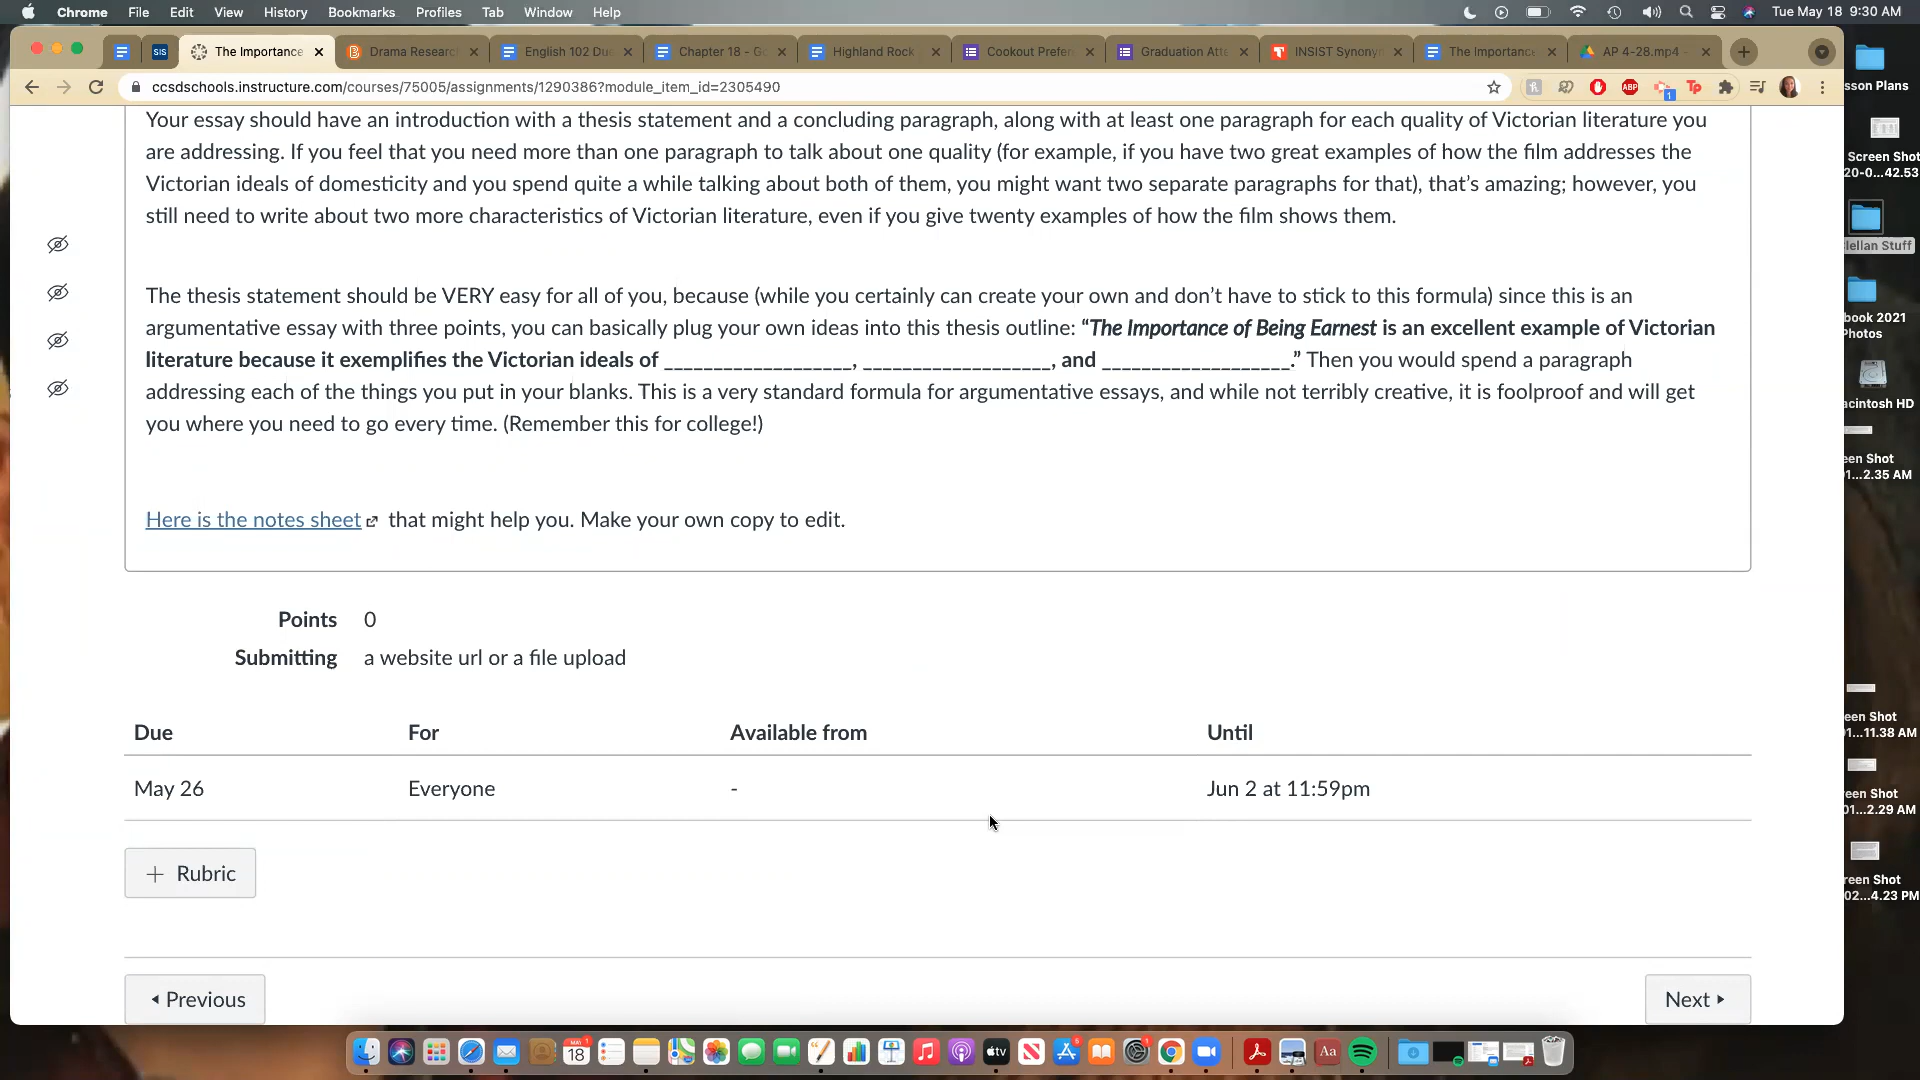 Chrome File Edit View History Bookmarks Profiles Tab Window Help Tue May 18 9:30 AM
SIS The Importance Drama Research English 102 Du Chapter 18 - G Highland Rock Cookout Prefer Graduation Atte INSIST Synonym The Importance AP 4-28.mp4 -
ccsdschools.instructure.com/courses/75005/assignments/1290386?module_item_id=2305490
ABP 1 Tp
Your essay should have an introduction with a thesis statement and a concluding paragraph, along with at least one paragraph for each quality of Victorian literature you
are addressing. If you feel that you need more than one paragraph to talk about one quality (for example, if you have two great examples of how the film addresses the
Victorian ideals of domesticity and you spend quite a while talking about both of them, you might want two separate paragraphs for that), that's amazing; however, you
still need to write about two more characteristics of Victorian literature, even if you give twenty examples of how the film shows them.
The thesis statement should be VERY easy for all of you, because (while you certainly can create your own and don't have to stick to this formula) since this is an
argumentative essay with three points, you can basically plug your own ideas into this thesis outline: “The Importance of Being Earnest is an excellent example of Victorian
literature because it exemplifies the Victorian ideals of ___________________, ___________________, and ___________________.” Then you would spend a paragraph
addressing each of the things you put in your blanks. This is a very standard formula for argumentative essays, and while not terribly creative, it is foolproof and will get
you where you need to go every time. (Remember this for college!)
Here is the notes sheet that might help you. Make your own copy to edit.
Points 0
Submitting a website url or a file upload
Due For Available from Until
May 26 Everyone - Jun 2 at 11:59pm
+ Rubric
Previous
Next
sson Plans
Screen Shot
20-0...42.53
lellan Stuff
book 2021
Photos
acintosh HD
een Shot
01...2.35 AM
een Shot
01...11.38 AM
een Shot
01...2.29 AM
reen Shot
02...4.23 PM
MAY
18
tv
Aa